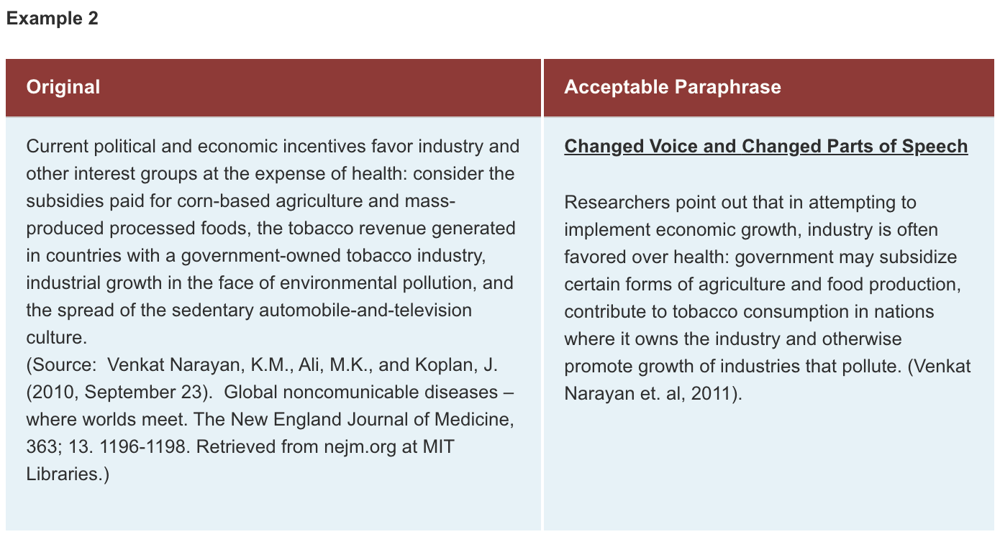 Example 2
Original
Acceptable Paraphrase
Current political and economic incentives favor industry and
other interest groups at the expense of health: consider the
subsidies paid for corn-based agriculture and mass-
produced processed foods, the tobacco revenue generated
in countries with a government-owned tobacco industry,
industrial growth in the face of environmental pollution, and
the spread of the sedentary automobile-and-television
culture.
(Source:  Venkat Narayan, K.M., Ali, M.K., and Koplan, J.
(2010, September 23).  Global noncomunicable diseases –
where worlds meet. The New England Journal of Medicine,
363; 13. 1196-1198. Retrieved from nejm.org at MIT
Libraries.)
Changed Voice and Changed Parts of Speech
Researchers point out that in attempting to
implement economic growth, industry is often
favored over health: government may subsidize
certain forms of agriculture and food production,
contribute to tobacco consumption in nations
where it owns the industry and otherwise
promote growth of industries that pollute. (Venkat
Narayan et. al, 2011).